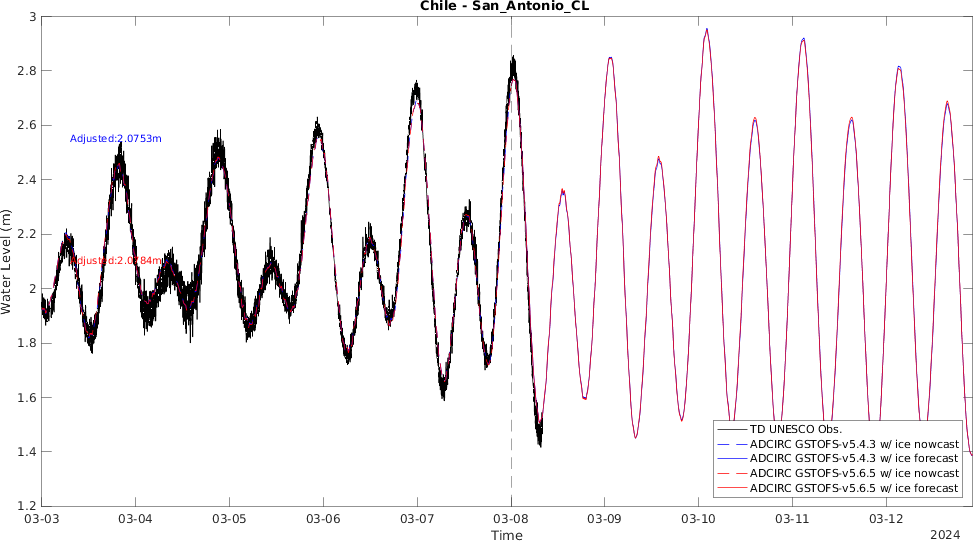 Chile - San_Antonio_CL
3
2.8
2.6
2.4
2.2
2
1.8
1.6
1.4
1.2
Water Level (m)
Adjusted:2.0753m
Adjusted:2.0784m
TD UNESCO Obs.
ADCIRC GSTOFS-v5.4.3 w/ ice nowcast
ADCIRC GSTOFS-v5.4.3 w/ ice forecast
ADCIRC GSTOFS-v5.6.5 w/ ice nowcast
ADCIRC GSTOFS-v5.6.5 w/ ice forecast
03-03 03-04 03-05 03-06 03-07 03-08 03-09 03-10 03-11 03-12
Time
2024